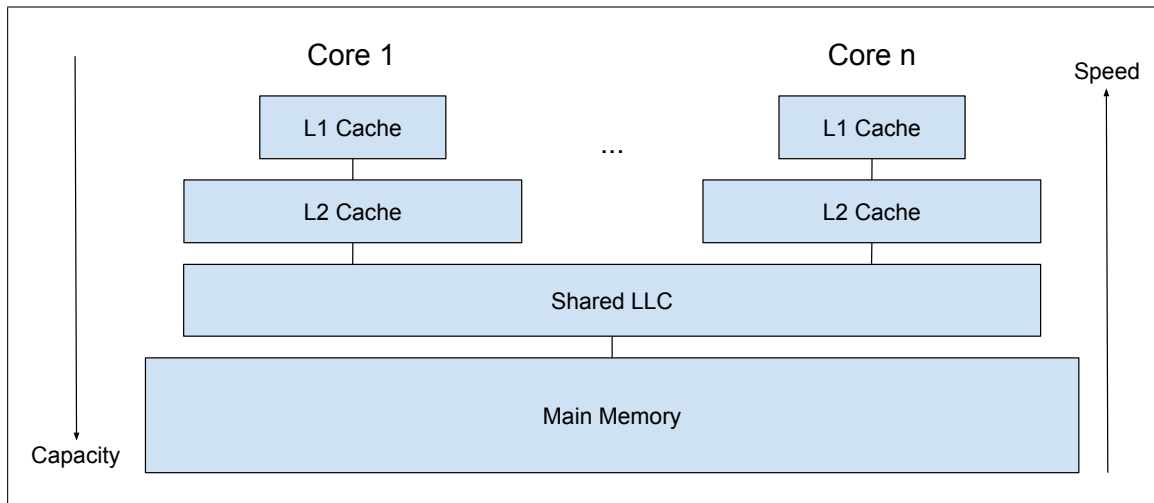 Core 1
Core n
Speed
L1 Cache
...
L1 Cache
L2 Cache
L2 Cache
Shared LLC
Main Memory
Capacity